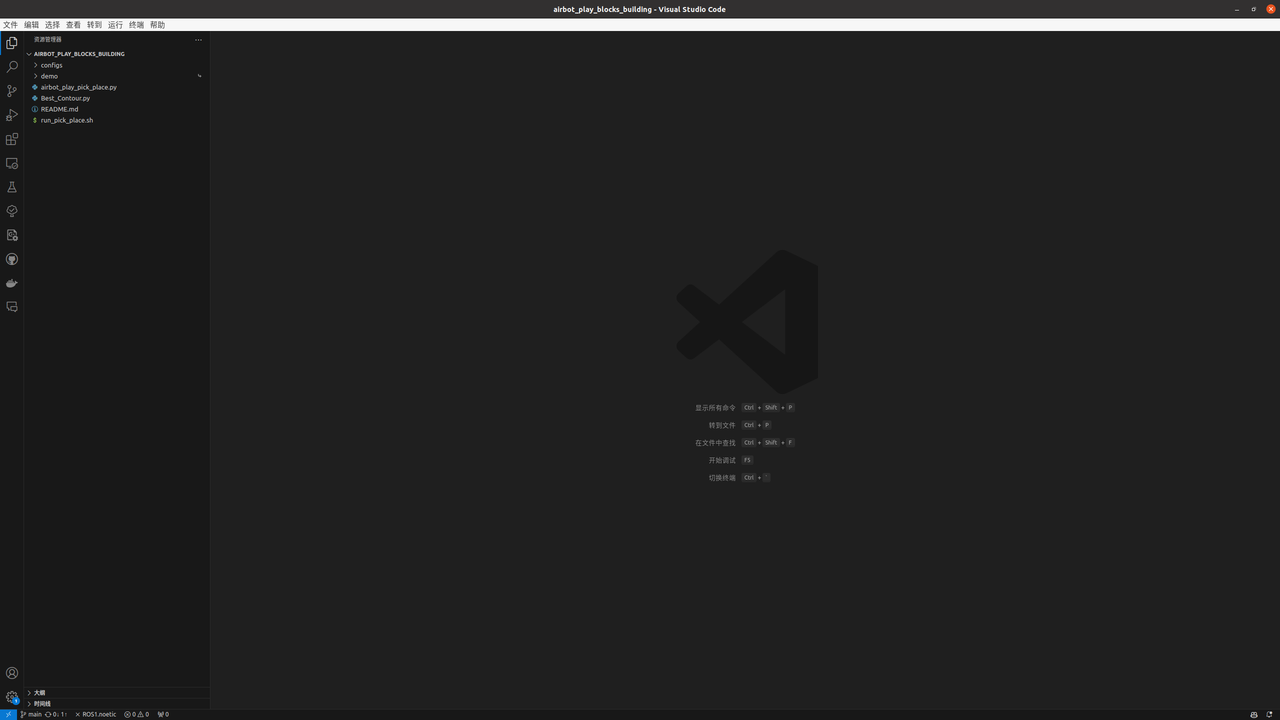 airbot_play_blocks_building - Visual Studio Code
文件 编辑 选择 查看 转到 运行 终端 帮助
资源管理器
AIRBOT_PLAY_BLOCKS_BUILDING
configs
demo
airbot_play_pick_place.py
Best_Contour.py
README.md
$ run_pick_place.sh
显示所有命令 Ctrl + Shift + P
转到文件 Ctrl + P
在文件中查找 Ctrl + Shift + F
开始调试 F5
切换终端 Ctrl + `
大纲
时间线
1
main 0↓ 1↑ ROS1.noetic 0 0 0